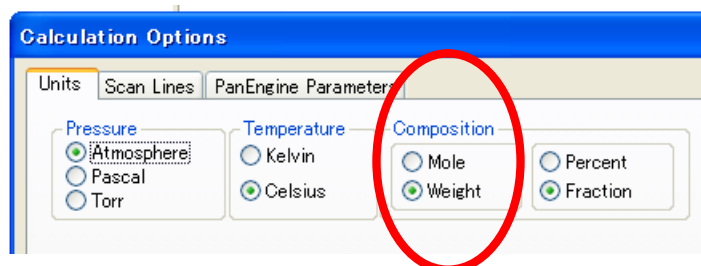 Calculation Options
Units Scan Lines PanEngine Parameters
Pressure Temperature Composition
Atmosphere Kelvin Mole Percent
Pascal
Celsius Weight Fraction
Torr